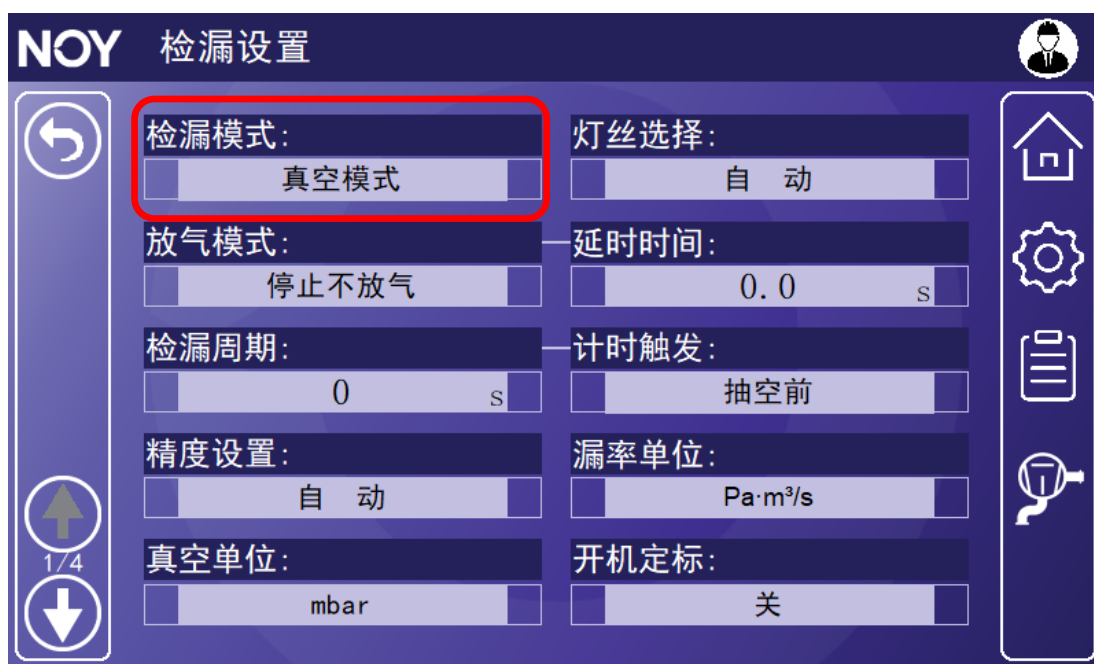 NOY 检漏设置
检漏模式:
真空模式
灯丝选择:
自 动
放气模式:
停止不放气
延时时间:
0.0 s
检漏周期:
0 s
计时触发:
抽空前
精度设置:
自 动
漏率单位:
Pa·m³/s
真空单位:
mbar
开机定标:
关
1/4